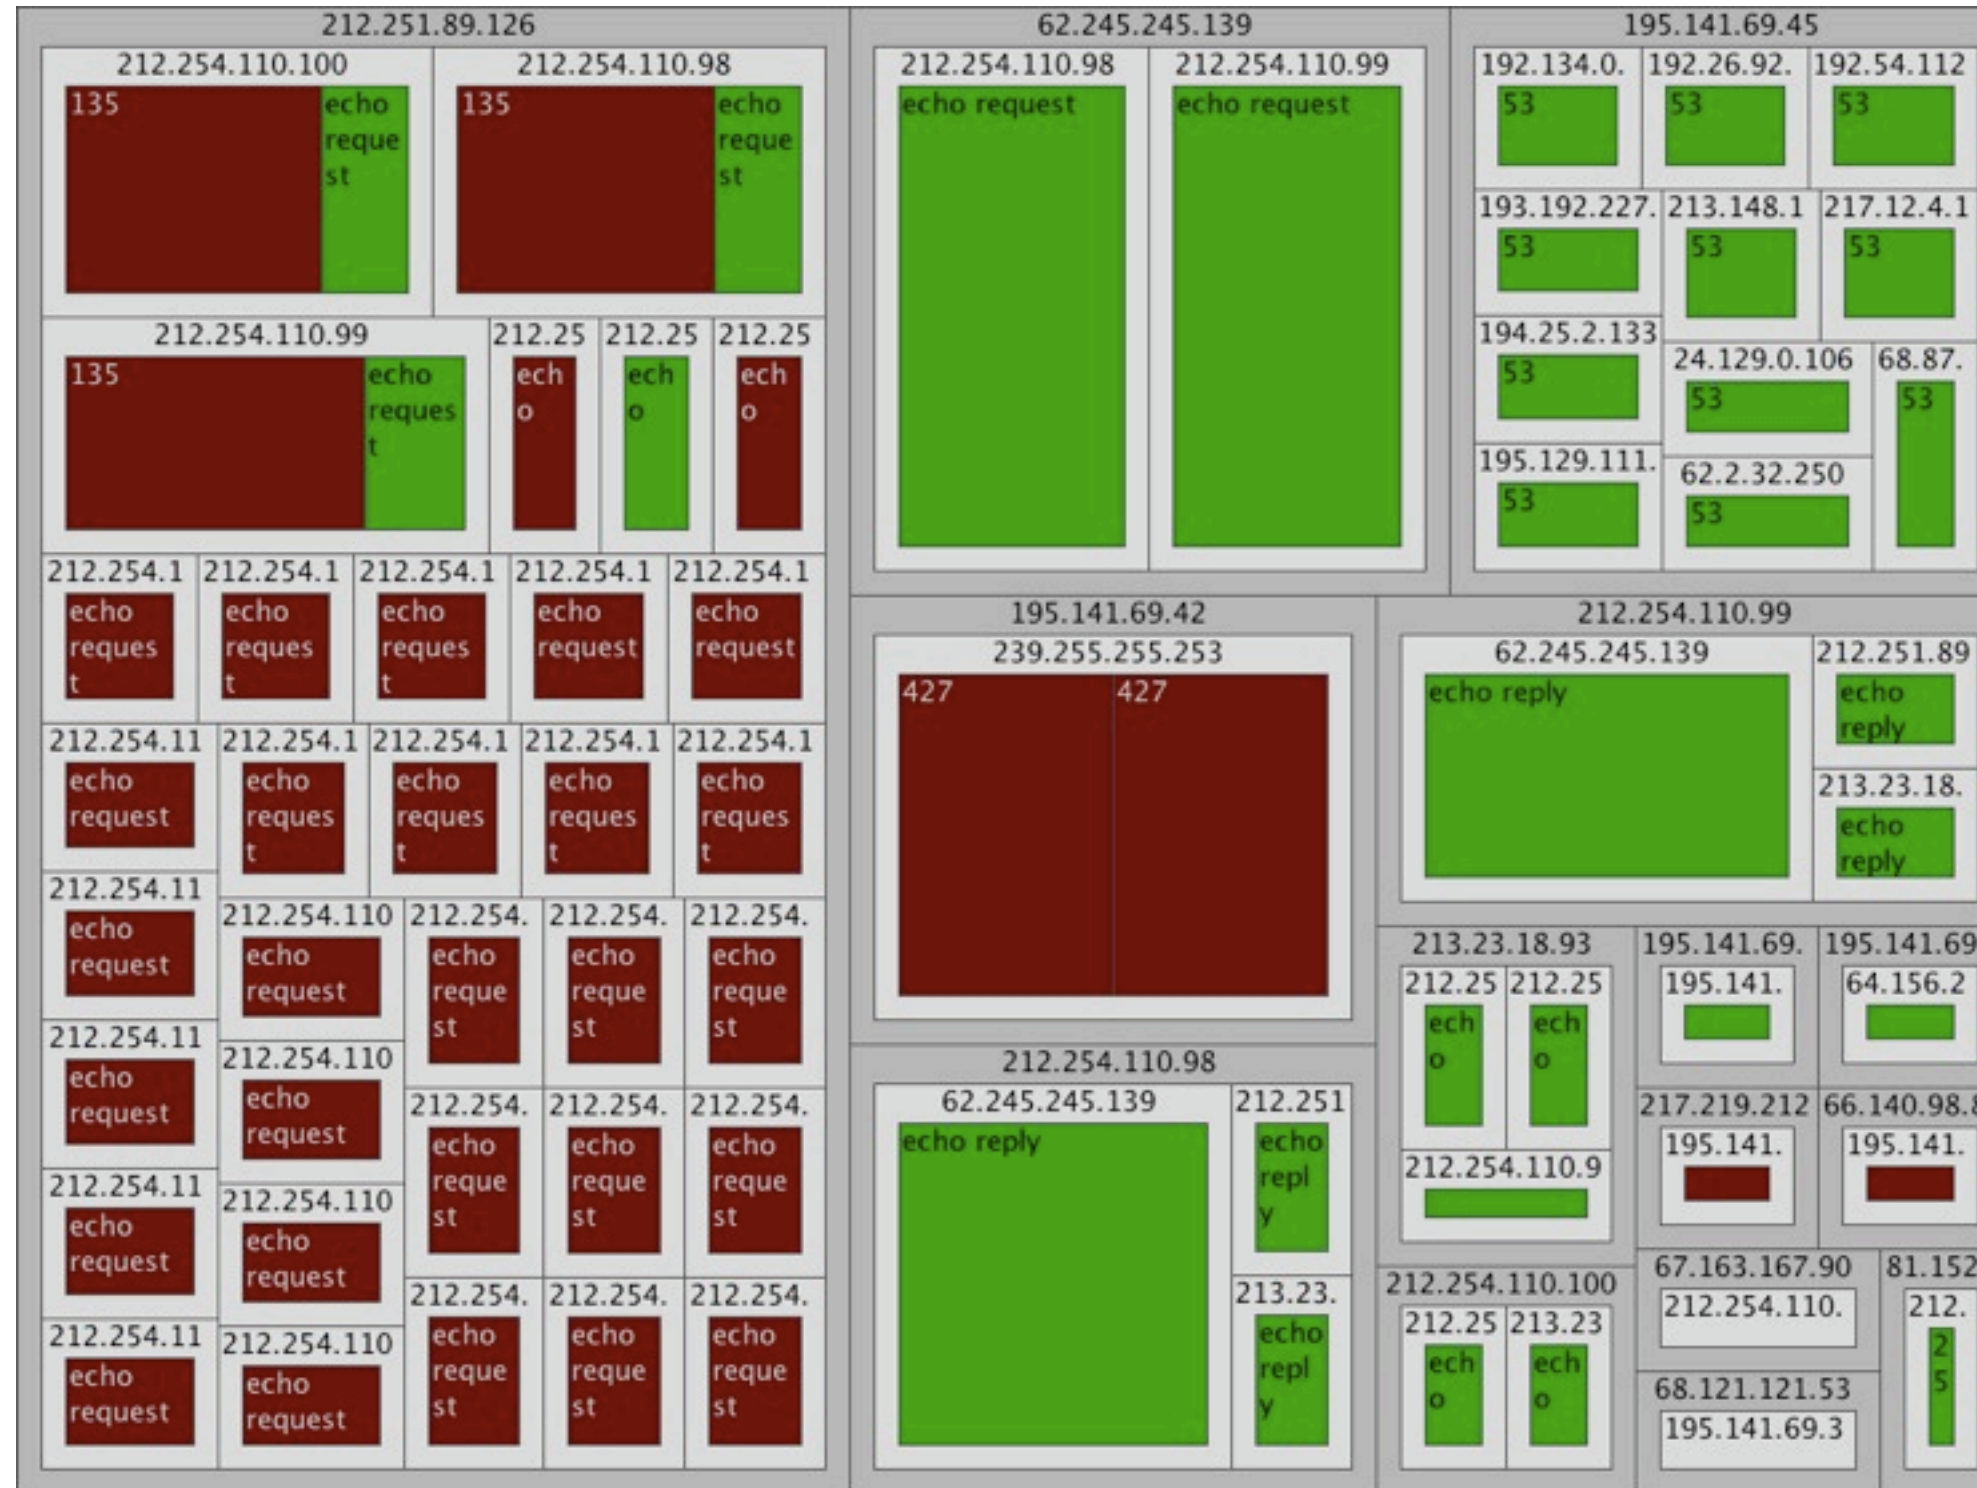 212.251.89.126
212.254.110.100
135
echo
reque
st
212.254.110.98
135
echo
reque
st
212.254.110.99
135
echo
reques
t
212.25
ech
o
212.25
ech
o
212.25
ech
o
212.254.1
echo
reques
t
212.254.1
echo
reques
t
212.254.1
echo
reques
t
212.254.1
echo
request
212.254.1
echo
request
212.254.11
echo
request
212.254.1
echo
reques
t
212.254.1
echo
reques
t
212.254.1
echo
reques
t
212.254.1
echo
reques
t
212.254.11
echo
request
212.254.11
echo
request
212.254.11
echo
request
212.254.11
echo
request
212.254.110
echo
request
212.254.110
echo
request
212.254.110
echo
request
212.254.110
echo
request
212.254.
echo
reque
st
212.254.
echo
reque
st
212.254.
echo
reque
st
212.254.
echo
reque
st
212.254.
echo
reque
st
212.254.
echo
reque
st
212.254.
echo
reque
st
212.254.
echo
reque
st
212.254.
echo
reque
st
62.245.245.139
212.254.110.98
echo request
212.254.110.99
echo request
195.141.69.45
192.134.0.
53
192.26.92.
53
192.54.112
53
193.192.227.
53
213.148.1
53
217.12.4.1
53
194.25.2.133
53
24.129.0.106
53
68.87.
53
195.129.111.
53
62.2.32.250
53
195.141.69.42
239.255.255.253
427
427
212.254.110.99
62.245.245.139
echo reply
212.251.89
echo
reply
213.23.18.
echo
reply
212.254.110.98
62.245.245.139
echo reply
212.251
echo
repl
y
213.23.
echo
repl
y
213.23.18.93
212.25
ech
o
212.25
ech
o
212.254.110.9
195.141.69.
195.141.
195.141.69
64.156.2
217.219.212
195.141.
66.140.98.8
195.141.
212.254.110.100
212.25
ech
o
213.23
ech
o
67.163.167.90
212.254.110.
81.152
212.
2
5
68.121.121.53
195.141.69.3